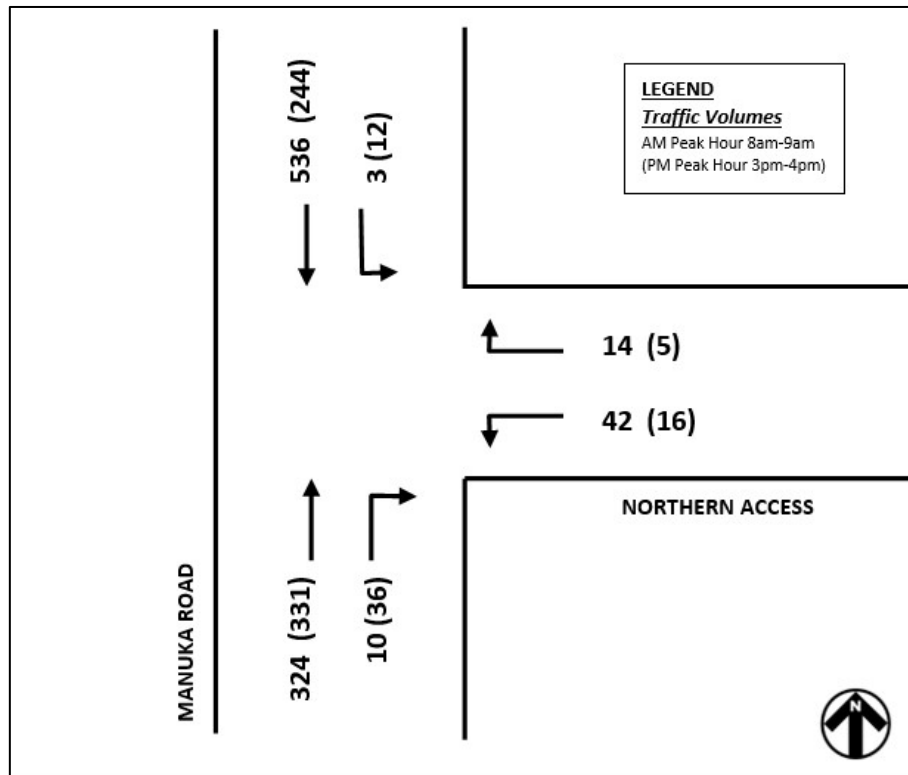 536 (244)
3 (12)
LEGEND
Traffic Volumes
AM Peak Hour 8am-9am
(PM Peak Hour 3pm-4pm)
14 (5)
42 (16)
NORTHERN ACCESS
MANUKA ROAD
324 (331)
10 (36)
N